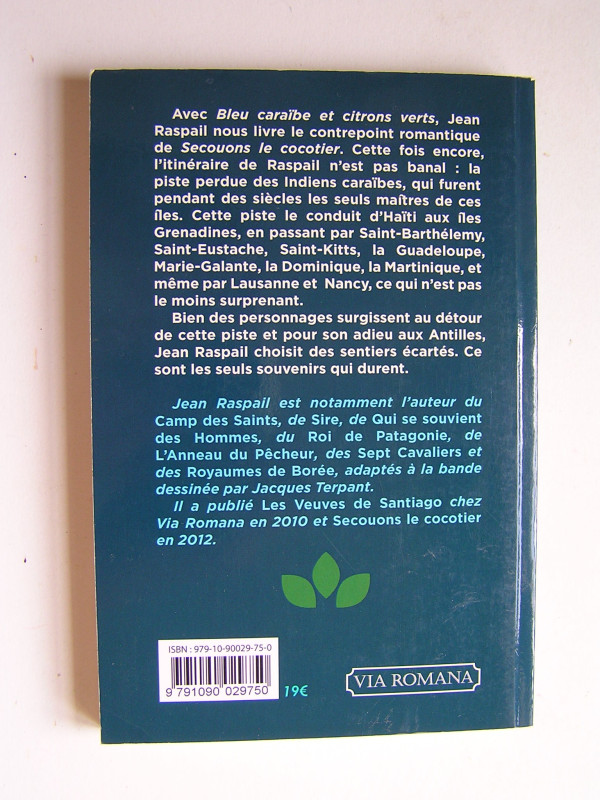 Avec Bleu caraïbe et citrons verts, Jean
Raspail nous livre le contrepoint romantique
de Secouons le cocotier. Cette fois encore,
l'itinéraire de Raspail n'est pas banal : la
piste perdue des Indiens caraïbes, qui furent
pendant des siècles les seuls maîtres de ces
îles. Cette piste le conduit d'Haïti aux îles
Grenadines, en passant par Saint-Barthélemy,
Saint-Eustache, Saint-Kitts, la Guadeloupe,
Marie-Galante, la Dominique, la Martinique, et
même par Lausanne et Nancy, ce qui n'est pas
le moins surprenant.
Bien des personnages surgissent au détour
de cette piste et pour son adieu aux Antilles,
Jean Raspail choisit des sentiers écartés. Ce
sont les seuls souvenirs qui durent.
Jean Raspail est notamment l'auteur du
Camp des Saints, de Sire, de Qui se souvient
des Hommes, du Roi de Patagonie, de
L'Anneau du Pêcheur, des Sept Cavaliers et
des Royaumes de Borée, adaptés à la bande
dessinée par Jacques Terpant.
Il a publié Les Veuves de Santiago chez
Via Romana en 2010 et Secouons le cocotier
en 2012.
ISBN : 979-10-90029-75-0
9 791090 029750
19€
VIA ROMANA